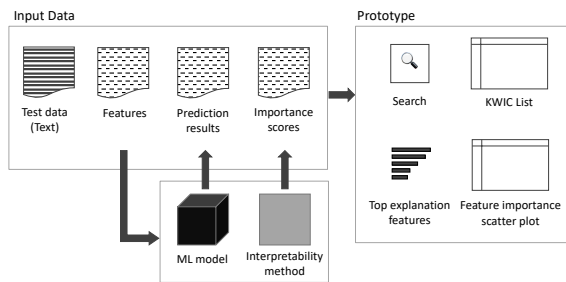 Input Data
Test data
(Text)
Features
Prediction
results
Importance
scores
ML model
Interpretability
method
Prototype
Search
KWIC List
Top explanation
features
Feature importance
scatter plot